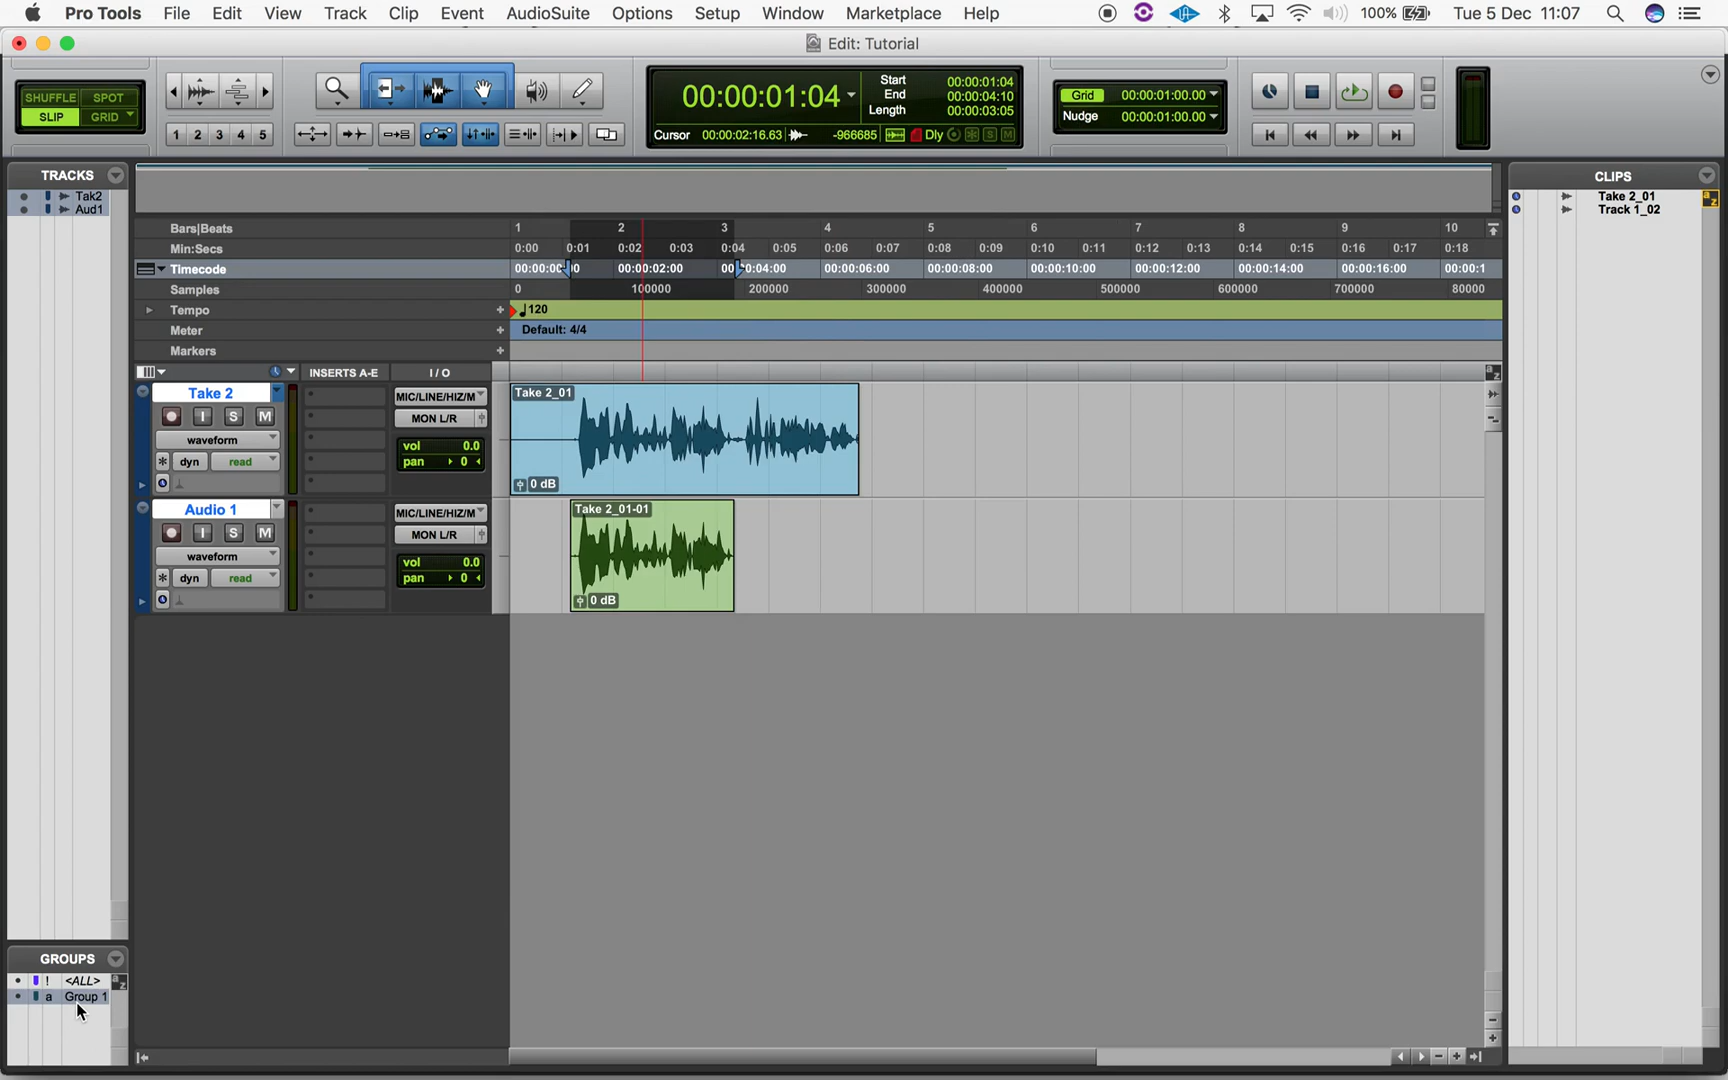 Pro Tools File Edit View Track Clip Event AudioSuite Options Setup Window Marketplace Help 100% Tue 5 Dec 11:07
Edit: Tutorial
SHUFFLE SPOT
SLIP GRID
1 2 3 4 5
00:00:01:04
Start 00:00:01:04
End 00:00:04:10
Length 00:00:03:05
Cursor 00:00:02:16.63 -966685 Dly S M
Grid 00:00:01:00.00
Nudge 00:00:01:00.00
TRACKS
Tak2
Aud1
CLIPS
Take 2_01
Track 1_02
a z
Bars|Beats 1 2 3 4 5 6 7 8 9 10
Min:Secs 0:00 0:01 0:02 0:03 0:04 0:05 0:06 0:07 0:08 0:09 0:10 0:11 0:12 0:13 0:14 0:15 0:16 0:17 0:18
Timecode 00:00:00:00 00:00:02:00 00:00:04:00 00:00:06:00 00:00:08:00 00:00:10:00 00:00:12:00 00:00:14:00 00:00:16:00 00:00:1
Samples 0 100000 200000 300000 400000 500000 600000 700000 80000
Tempo 120
Meter Default: 4/4
Markers
INSERTS A-E I / O
Take 2 MIC/LINE/HIZ/M Take 2_01
I S M MON L/R
waveform vol 0.0
dyn read pan 0
0 dB
Audio 1 MIC/LINE/HIZ/M Take 2_01-01
I S M MON L/R
waveform vol 0.0
dyn read pan 0
0 dB
GROUPS
! <ALL> a z
a Group 1